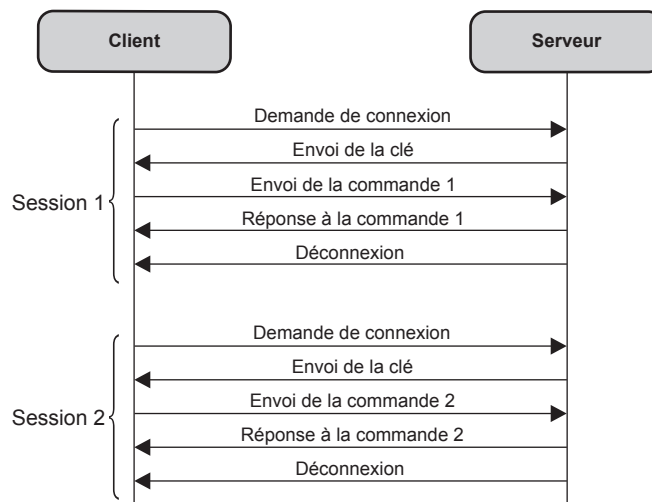 Client
Serveur
Demande de connexion
Envoi de la clé
Envoi de la commande 1
Session 1
Réponse à la commande 1
Déconnexion
Demande de connexion
Envoi de la clé
Envoi de la commande 2
Session 2
Réponse à la commande 2
Déconnexion